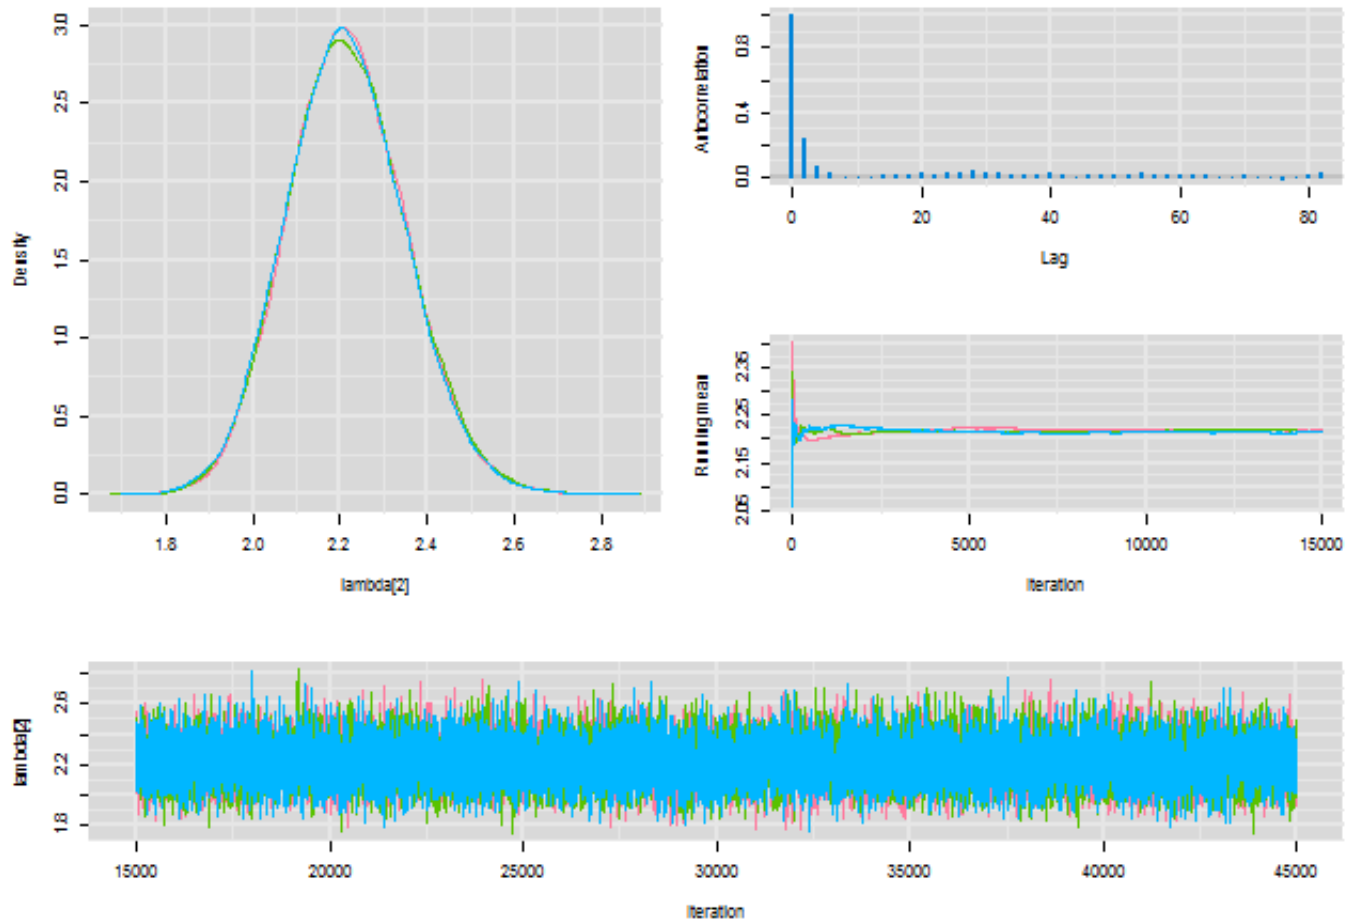 Density
0.0 0.5 1.0 1.5 2.0 2.5 3.0
1.8 2.0 2.2 2.4 2.6 2.8
lambda[2]
Autocorrelation
0.0 0.4 0.8
0 20 40 60 80
Lag
Running mean
2.05 2.15 2.25 2.35
0 5000 10000 15000
Iteration
lambda[2]
1.8 2.2 2.6
15000 20000 25000 30000 35000 40000 45000
Iteration